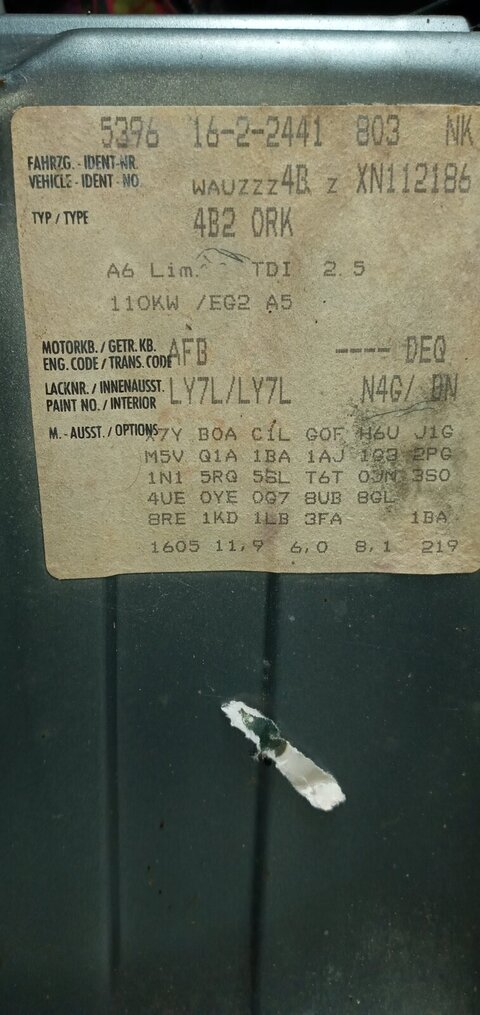 5396 16-2-2441 803 NK
FAHRZG.-IDENT-NR.
VEHICLE-IDENT-NO WAUZZZ4B Z XN112186
TYP / TYPE 4B2 0RK
A6 Lim. TDI 2.5
110KW /EG2 A5
MOTORKB. / GETR.KB.
ENG.CODE / TRANS.CODE AFB ---- DEQ
LACKNR. / INNENAUSST.
PAINT NO. / INTERIOR LY7L/LY7L N4G/ BN
M.-AUSST. / OPTIONS X7Y B0A C1L G0F H6U J1G
M5V Q1A 1BA 1AJ 1G3 2PG
1N1 5RQ 5SL T6T 0JN 3S0
4UE 0YE 0G7 8UB 8GL
8RE 1KD 1LB 3FA 1BA
1605 11,9 6,0 8,1 219